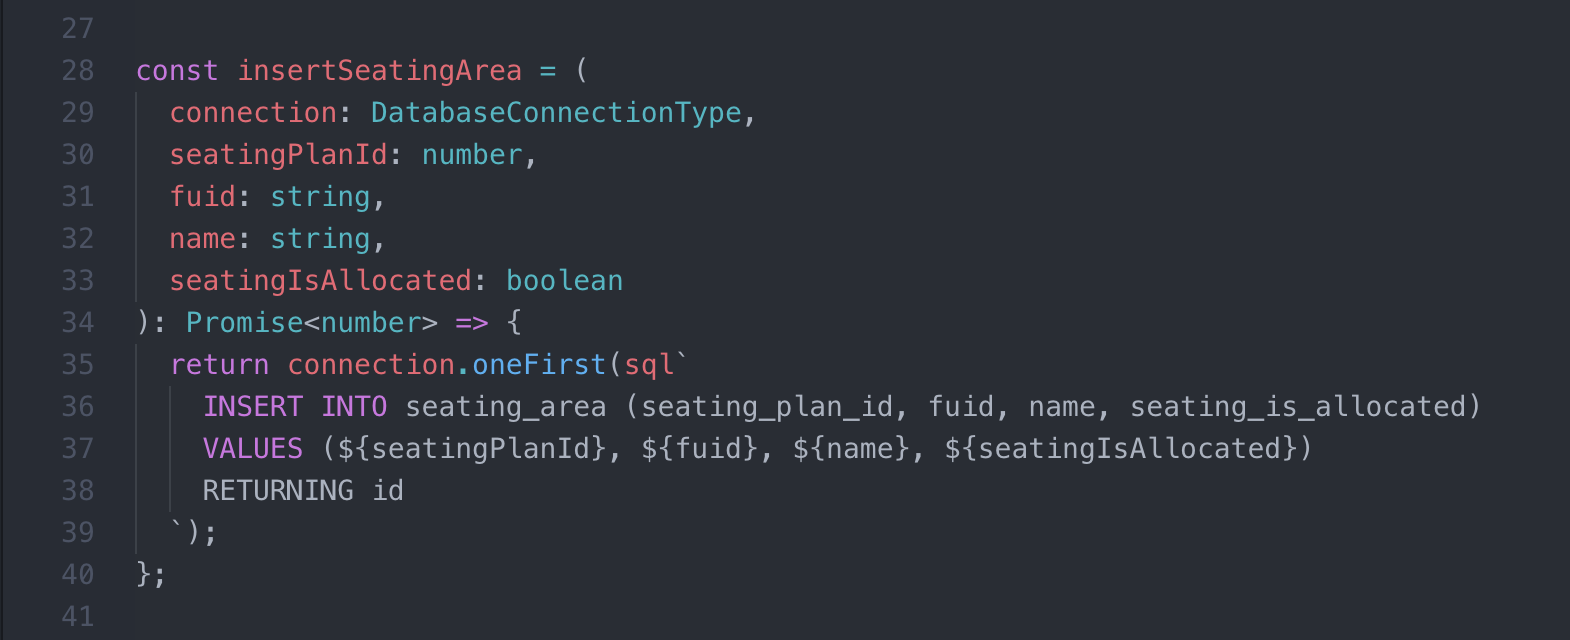 27
28 const insertSeatingArea = (
29   connection: DatabaseConnectionType,
30   seatingPlanId: number,
31   fuid: string,
32   name: string,
33   seatingIsAllocated: boolean
34 ): Promise<number> => {
35   return connection.oneFirst(sql`
36     INSERT INTO seating_area (seating_plan_id, fuid, name, seating_is_allocated)
37     VALUES (${seatingPlanId}, ${fuid}, ${name}, ${seatingIsAllocated})
38     RETURNING id
39   `);
40 };
41